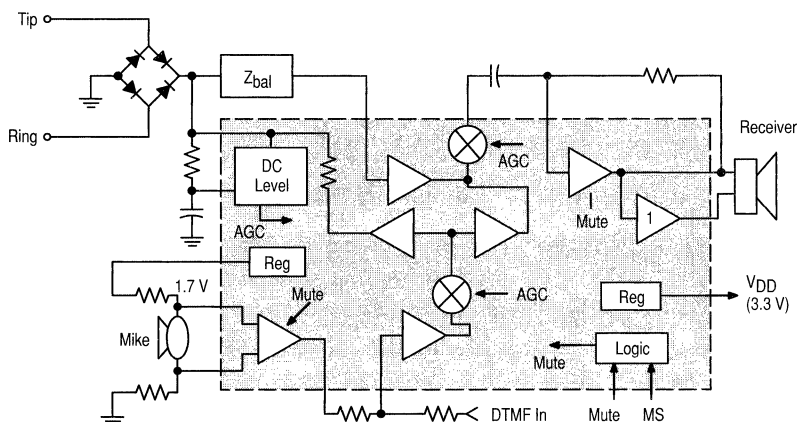 Tip
Zbal
Ring
Receiver
AGC
DC
Level
Mute
1
AGC
Reg
1.7 V
Mute
AGC
Reg
VDD
(3.3 V)
Mike
Logic
Mute
DTMF In
Mute
MS